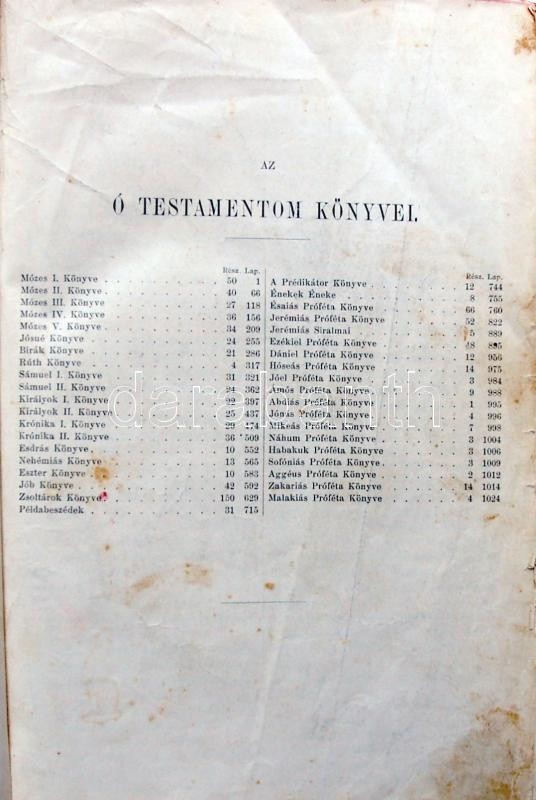 AZ
Ó TESTAMENTOM KÖNYVEI.
Rész. Lap.
Mózes I. Könyve 50 1
Mózes II. Könyve 40 66
Mózes III. Könyve 27 118
Mózes IV. Könyve 36 156
Mózes V. Könyve 34 209
Jósué Könyve 24 255
Birák Könyve 21 286
Rúth Könyve 4 317
Sámuel I. Könyve 31 321
Sámuel II. Könyve 24 362
Királyok I. Könyve 22 397
Királyok II. Könyve 25 437
Krónika I. Könyve 29 474
Krónika II. Könyve 36 509
Esdrás Könyve 10 552
Nehémiás Könyve 13 565
Eszter Könyve 10 583
Jób Könyve 42 592
Zsoltárok Könyve 150 629
Példabeszédek 31 715
Rész. Lap.
A Prédikátor Könyve 12 744
Énekek Éneke 8 755
Ésaiás Próféta Könyve 66 760
Jeremiás Próféta Könyve 52 822
Jeremiás Siralmai 5 889
Ezékiel Próféta Könyve 48 895
Dániel Próféta Könyve 12 956
Hóseás Próféta Könyve 14 975
Jóel Próféta Könyve 3 984
Amós Próféta Könyve 9 988
Abdiás Próféta Könyve 1 995
Jónás Próféta Könyve 4 996
Mikeás Próféta Könyve 7 998
Náhum Próféta Könyve 3 1004
Habakuk Próféta Könyve 3 1006
Sofóniás Próféta Könyve 3 1009
Aggéus Próféta Könyve 2 1012
Zakariás Próféta Könyve 14 1014
Malakiás Próféta Könyve 4 1024